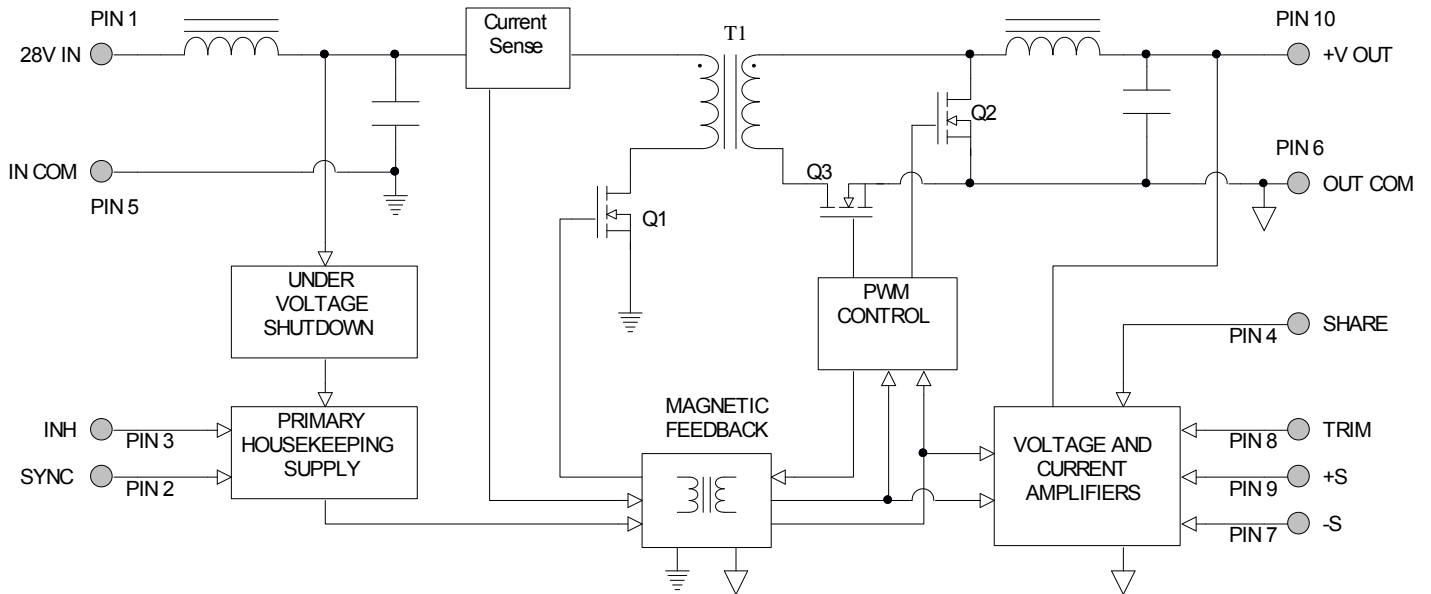 PIN 1
28V IN
IN COM
PIN 5
Current
Sense
T1
PIN 10
+V OUT
PIN 6
OUT COM
Q1
Q2
Q3
UNDER
VOLTAGE
SHUTDOWN
PWM
CONTROL
PIN 4
SHARE
INH
PIN 3
SYNC
PIN 2
PRIMARY
HOUSEKEEPING
SUPPLY
MAGNETIC
FEEDBACK
VOLTAGE AND
CURRENT
AMPLIFIERS
PIN 8
TRIM
PIN 9
+S
PIN 7
-S